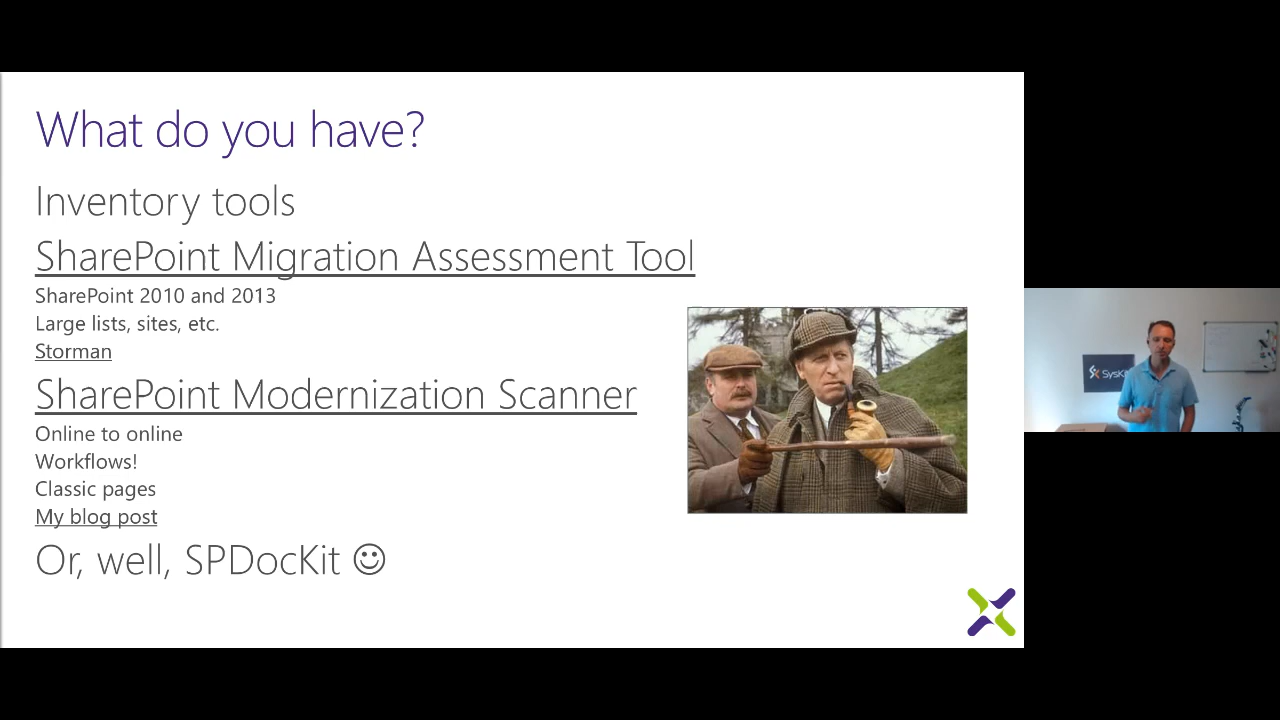 What do you have?
Inventory tools
SharePoint Migration Assessment Tool
SharePoint 2010 and 2013
Large lists, sites, etc.
Storman
SharePoint Modernization Scanner
Online to online
Workflows!
Classic pages
My blog post
Or, well, SPDocKit ☺